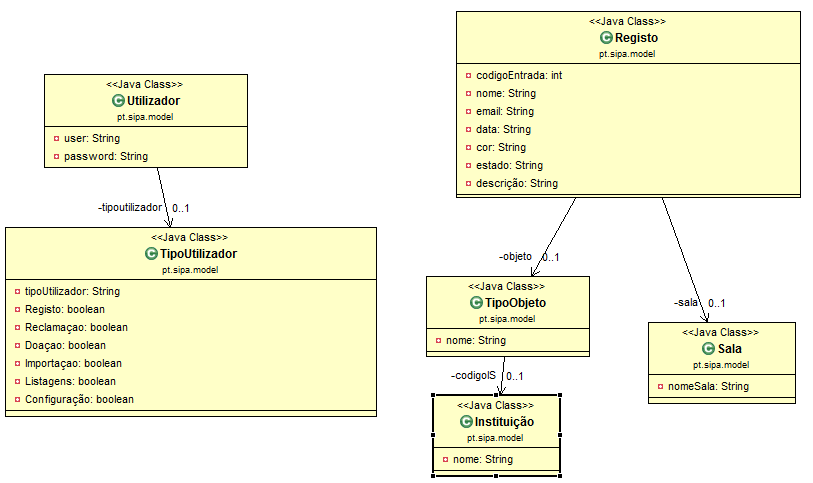 <<Java Class>>
Utilizador
pt.sipa.model
user: String
password: String
-tipoutilizador 0..1
<<Java Class>>
TipoUtilizador
pt.sipa.model
tipoUtilizador: String
Registo: boolean
Reclamaçao: boolean
Doaçao: boolean
Importaçao: boolean
Listagens: boolean
Configuração: boolean
<<Java Class>>
Registo
pt.sipa.model
codigoEntrada: int
nome: String
email: String
data: String
cor: String
estado: String
descrição: String
-objeto 0..1
-sala 0..1
<<Java Class>>
TipoObjeto
pt.sipa.model
nome: String
-codigoIS 0..1
<<Java Class>>
Instituição
pt.sipa.model
nome: String
<<Java Class>>
Sala
pt.sipa.model
nomeSala: String